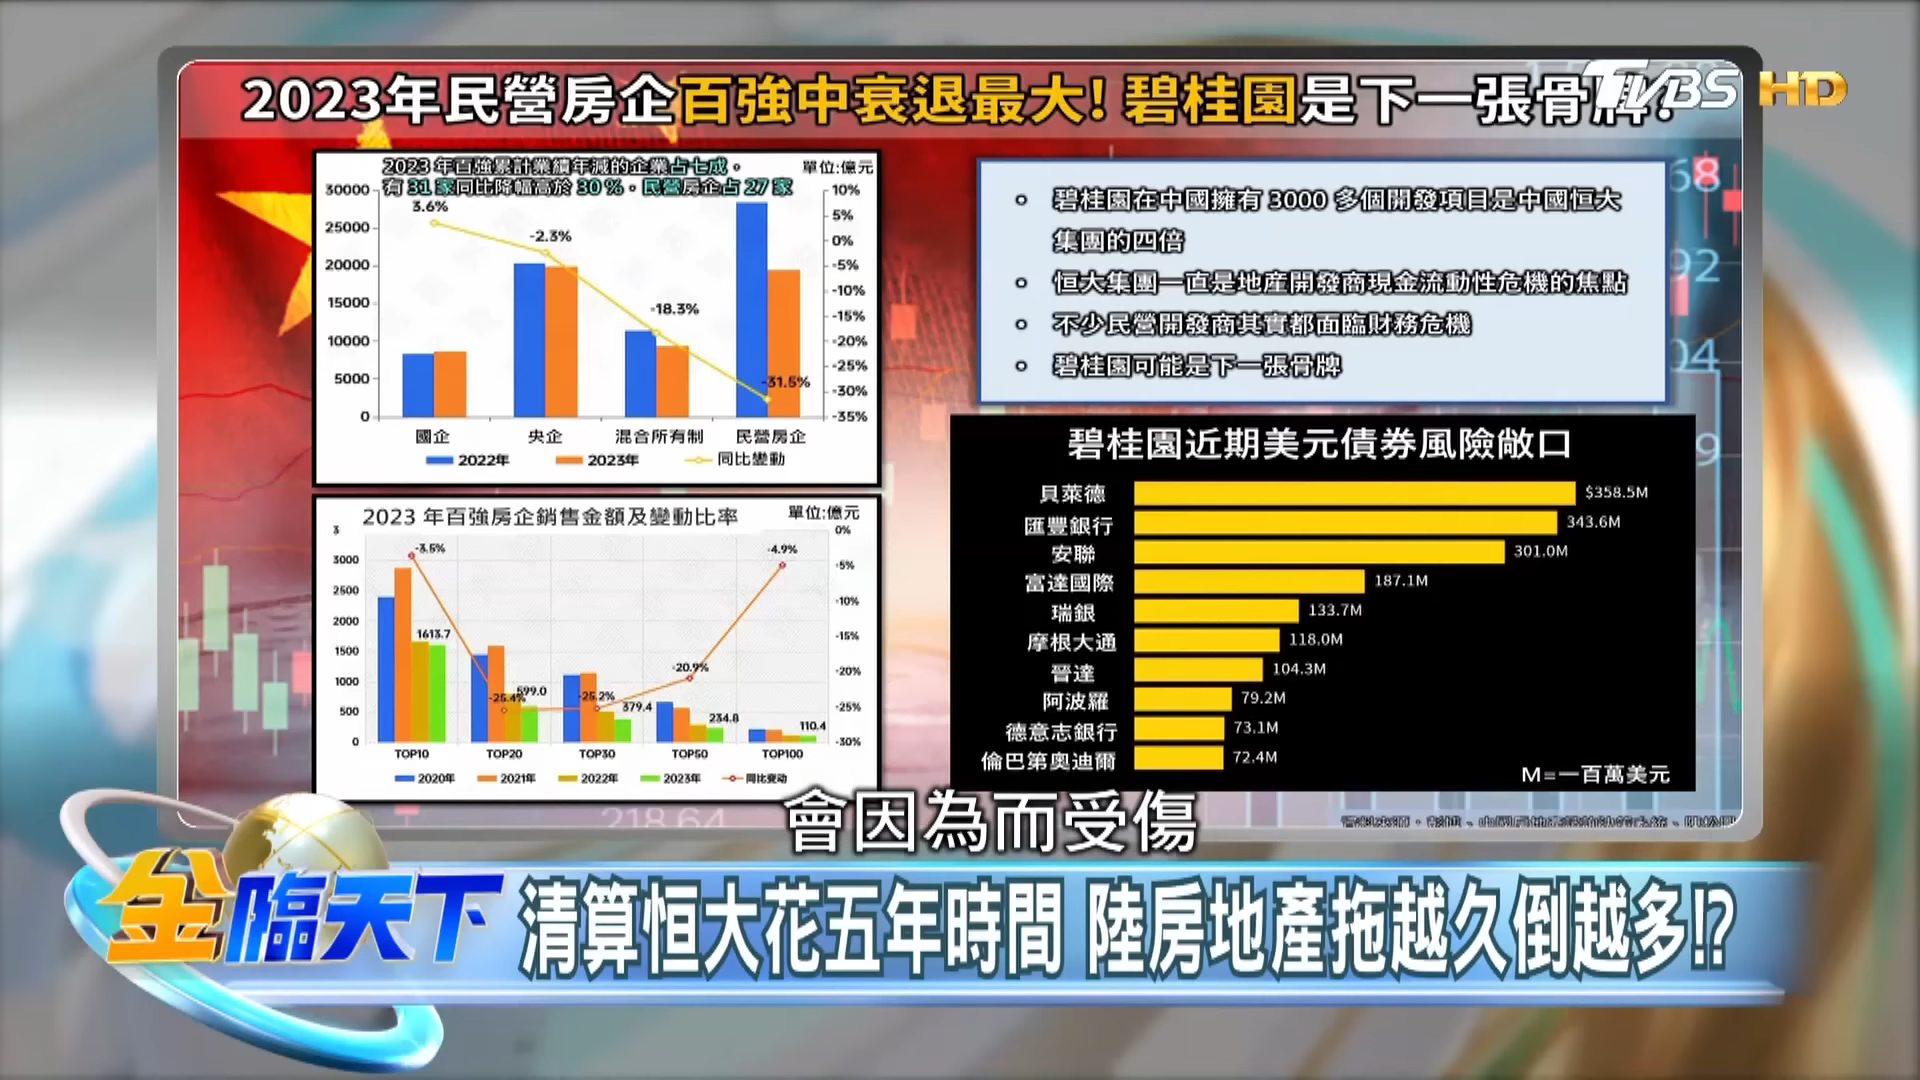 2023年民營房企百強中衰退最大! 碧桂園是下一張骨牌?
TVBS HD
2023 年百強累計業績年減的企業占七成,
有 31 家同比降幅高於 30 %,民營房企占 27 家
單位:億元
30000
25000
20000
15000
10000
5000
0
10%
5%
0%
-5%
-10%
-15%
-20%
-25%
-30%
-35%
3.6%
-2.3%
-18.3%
-31.5%
國企 央企 混合所有制 民營房企
2022年 2023年 同比變動
2023 年百強房企銷售金額及變動比率
單位:億元
3
3000
2500
2000
1500
1000
500
0
0%
-5%
-10%
-15%
-20%
-25%
-30%
-3.5%
1613.7
-25.4%
599.0
-25.2%
379.4
-20.9%
234.8
-4.9%
110.4
TOP10 TOP20 TOP30 TOP50 TOP100
2020年 2021年 2022年 2023年 同比变动
碧桂園在中國擁有 3000 多個開發項目是中國恒大
集團的四倍
恒大集團一直是地產開發商現金流動性危機的焦點
不少民營開發商其實都面臨財務危機
碧桂園可能是下一張骨牌
碧桂園近期美元債券風險敞口
貝萊德 $358.5M
匯豐銀行 343.6M
安聯 301.0M
富達國際 187.1M
瑞銀 133.7M
摩根大通 118.0M
晉達 104.3M
阿波羅 79.2M
德意志銀行 73.1M
倫巴第奧迪爾 72.4M
M=一百萬美元
68
92
04
9
218.64
會因為而受傷
金臨天下
清算恒大花五年時間 陸房地產拖越久倒越多!?